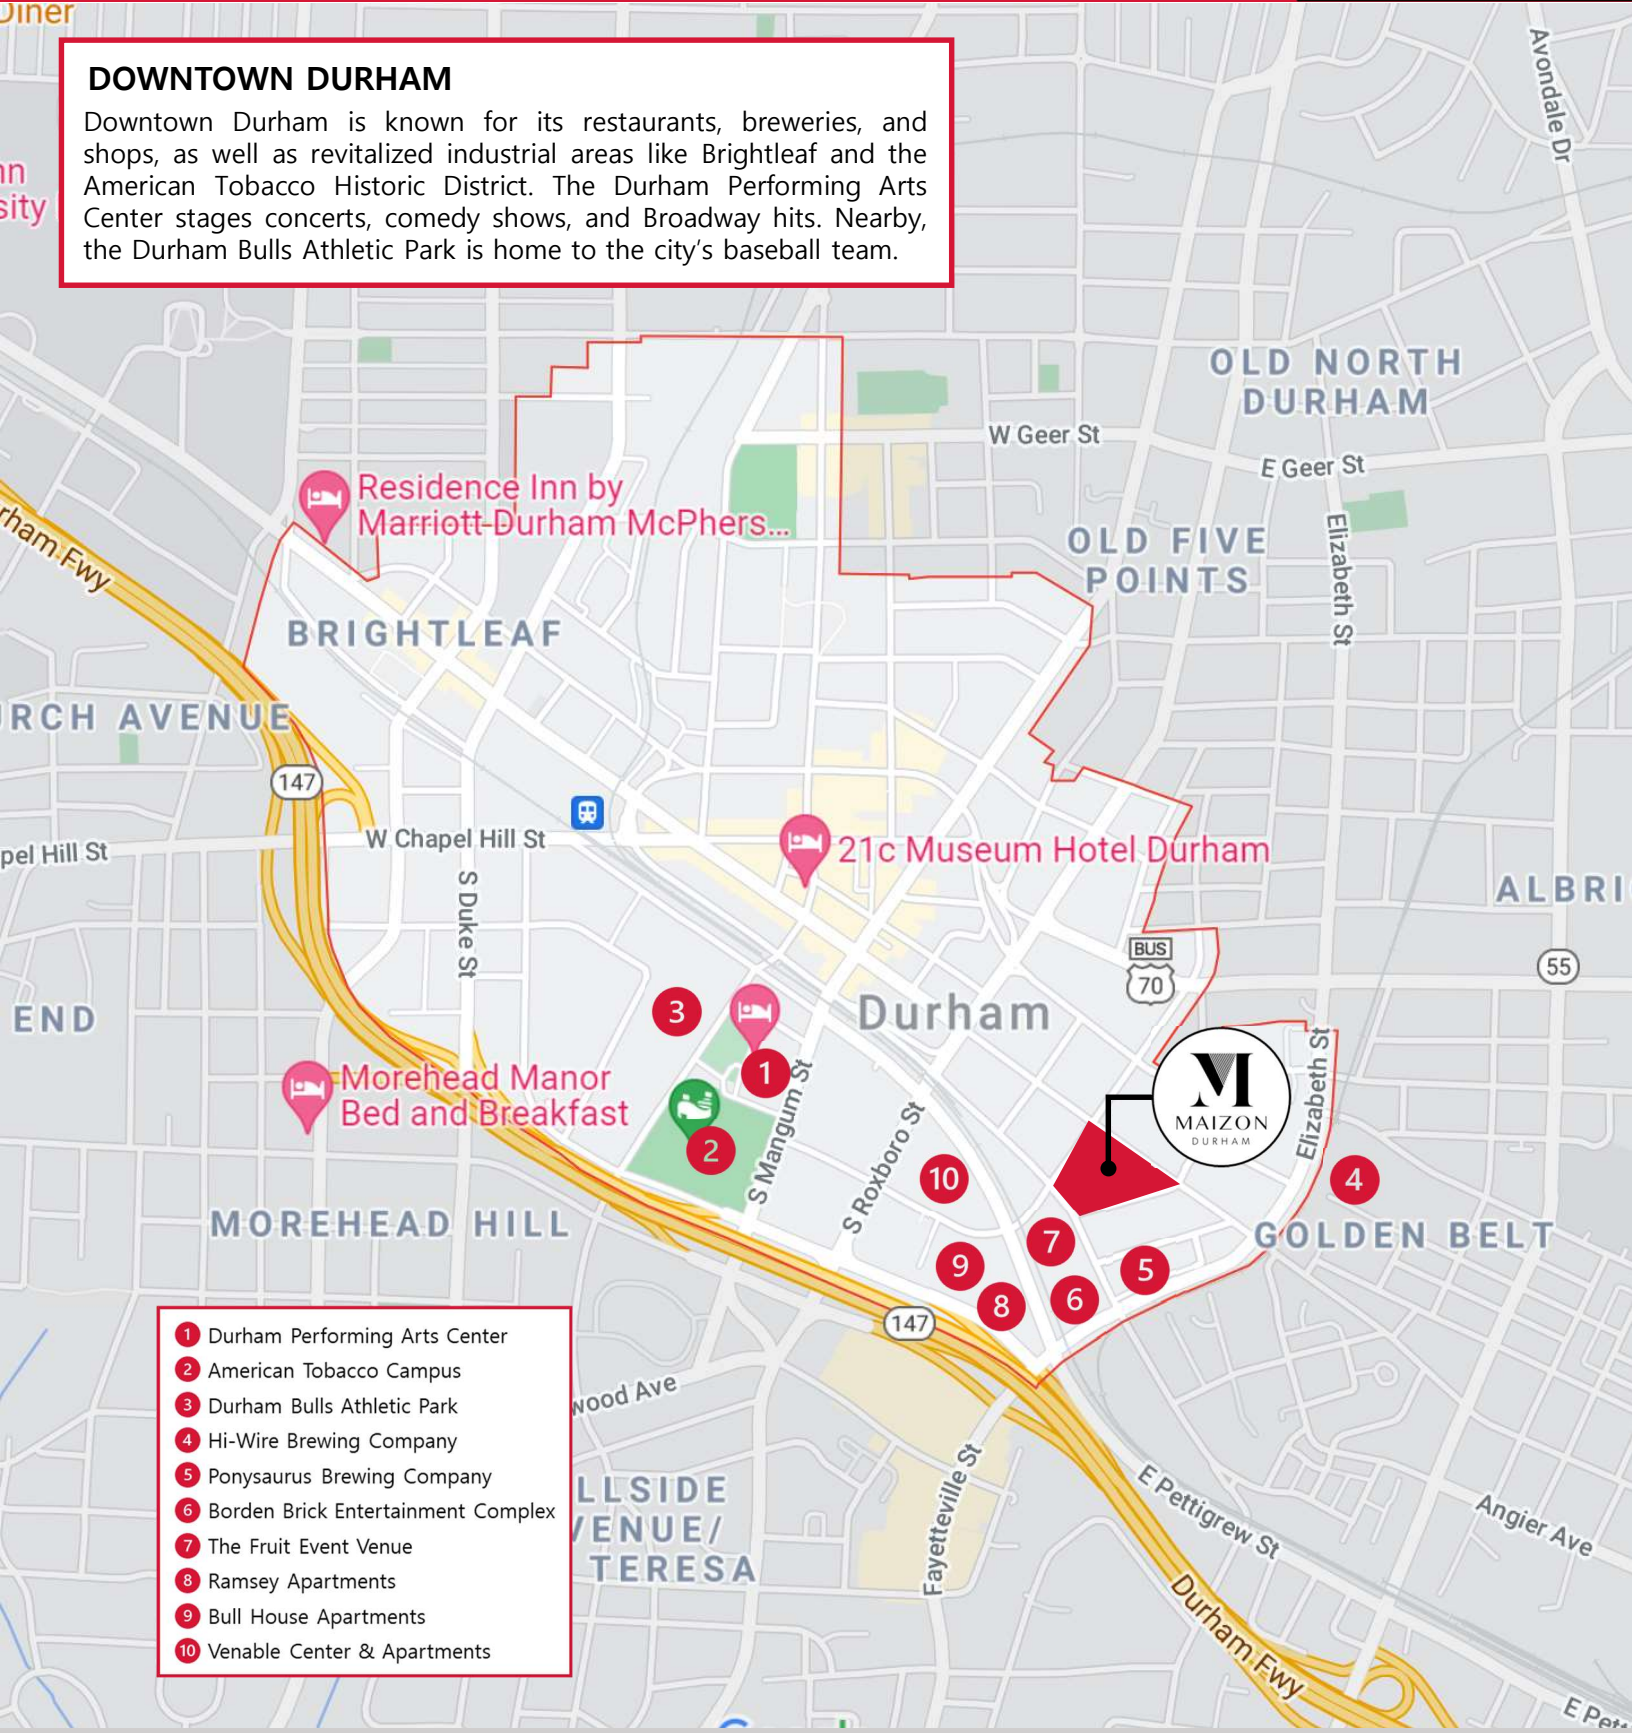 Diner
DOWNTOWN DURHAM
Downtown Durham is known for its restaurants, breweries, and
shops, as well as revitalized industrial areas like Brightleaf and the
American Tobacco Historic District. The Durham Performing Arts
Center stages concerts, comedy shows, and Broadway hits. Nearby,
the Durham Bulls Athletic Park is home to the city's baseball team.
nn
sity
Avondale Dr
OLD NORTH
DURHAM
W Geer St
E Geer St
Residence Inn by
Marriott Durham McPhers...
rham Fwy
OLD FIVE
POINTS
Elizabeth St
BRIGHTLEAF
RCH AVENUE
147
W Chapel Hill St
pel Hill St
21c Museum Hotel Durham
S Duke St
ALBRI
BUS
70
55
END
3
Durham
1
Morehead Manor
Bed and Breakfast
2
S Mangum St
S Roxboro St
M
MAIZON
DURHAM
Elizabeth St
10
4
MOREHEAD HILL
GOLDEN BELT
7
9
5
8
6
147
1 Durham Performing Arts Center
2 American Tobacco Campus
3 Durham Bulls Athletic Park
4 Hi-Wire Brewing Company
5 Ponysaurus Brewing Company
6 Borden Brick Entertainment Complex
7 The Fruit Event Venue
8 Ramsey Apartments
9 Bull House Apartments
10 Venable Center & Apartments
wood Ave
LLSIDE
VENUE/
TERESA
Fayetteville St
E Pettigrew St
Angier Ave
Durham Fwy
E Pett